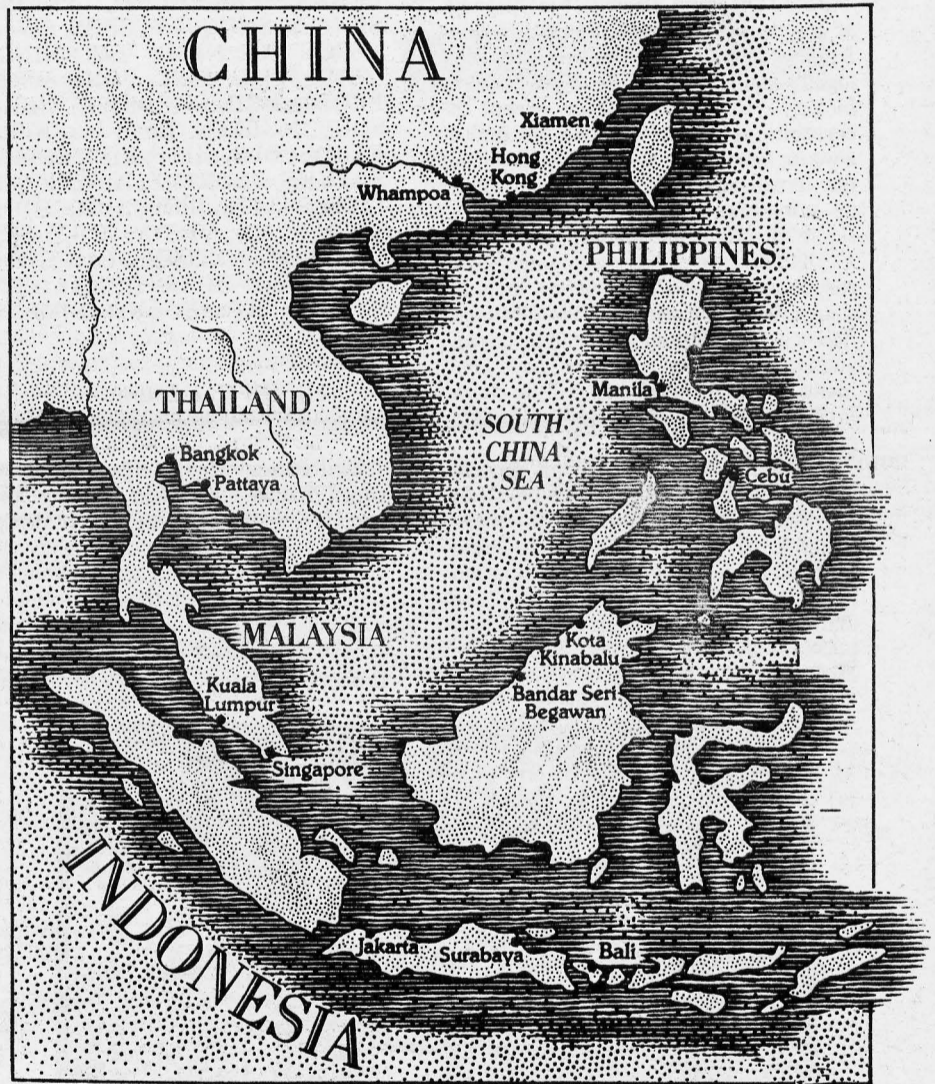 CHINA
Xiamen
Hong
Kong
Whampoa
PHILIPPINES
Manila
THAILAND
SOUTH
CHINA
SEA
Bangkok
Pattaya
Cebu
MALAYSIA
Kota
Kinabalu
Kuala
Lumpur
Bandar Seri
Begawan
Singapore
INDONESIA
Jakarta
Surabaya
Bali